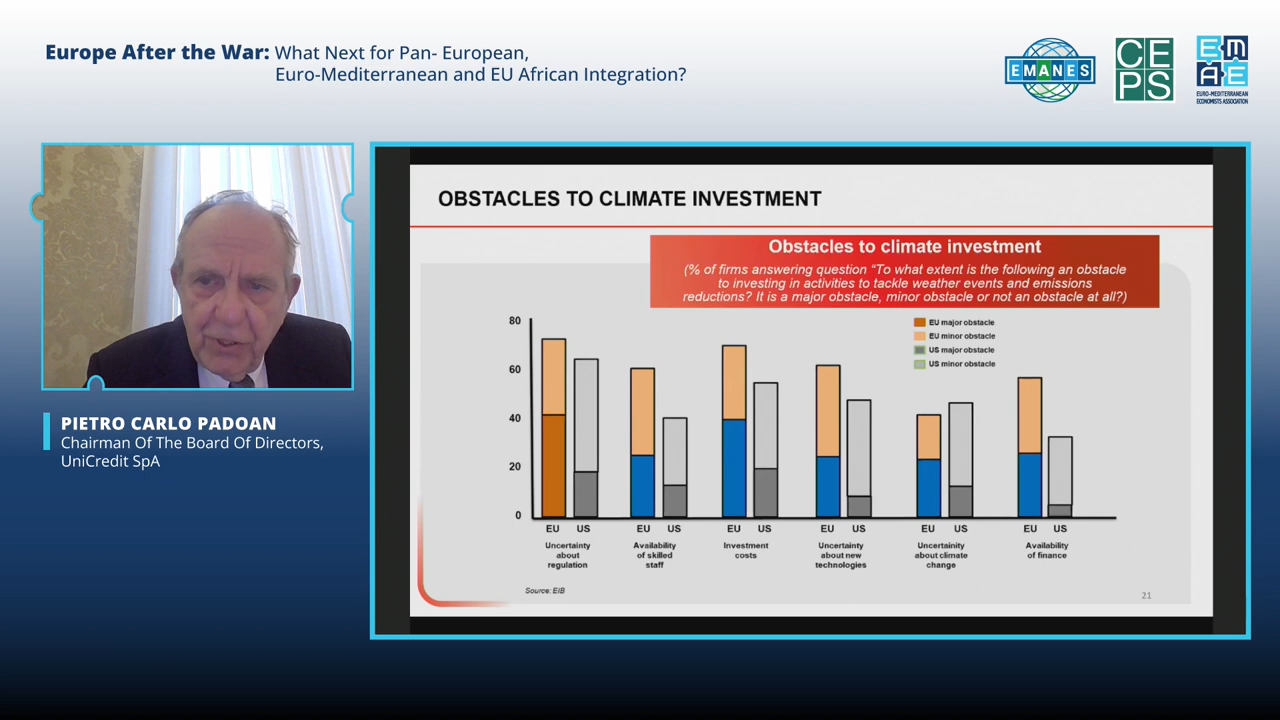 Europe After the War: What Next for Pan- European,
Euro-Mediterranean and EU African Integration?
EMANES
CE
PS
EM
AE
EURO-MEDITERRANEAN
ECONOMISTS ASSOCIATION
PIETRO CARLO PADOAN
Chairman Of The Board Of Directors,
UniCredit SpA
OBSTACLES TO CLIMATE INVESTMENT
Obstacles to climate investment
(% of firms answering question “To what extent is the following an obstacle
to investing in activities to tackle weather events and emissions
reductions? It is a major obstacle, minor obstacle or not an obstacle at all?)
EU major obstacle
EU minor obstacle
US major obstacle
US minor obstacle
80
60
40
20
0
EU US EU US EU US EU US EU US EU US
Uncertainty about regulation
Availability of skilled staff
Investment costs
Uncertainty about new technologies
Uncertainty about climate change
Availability of finance
Source: EIB
21